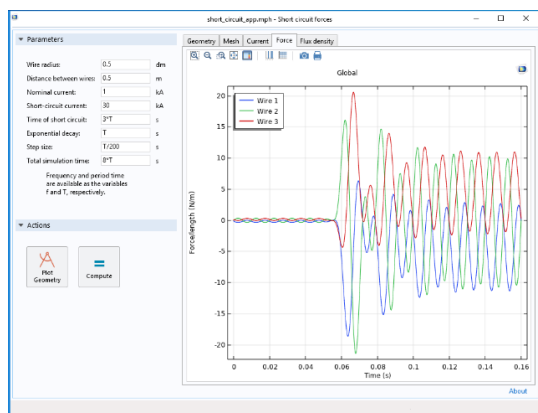 short_circuit_app.mph - Short circuit forces
Parameters
Wire radius: 0.5 dm
Distance between wires: 0.5 m
Nominal current: 1 kA
Short-circuit current: 30 kA
Time of short circuit: 3*T s
Exponential decay: T s
Step size: T/200 s
Total simulation time: 8*T s
Frequency and period time
are available as the variables
F and T, respectively.
Actions
Plot
Geometry
Compute
Geometry Mesh Current Force Flux density
Global
Wire 1
Wire 2
Wire 3
Force/length (N/m)
20
15
10
5
0
-5
-10
-15
-20
0 0.02 0.04 0.06 0.08 0.1 0.12 0.14 0.16
Time (s)
About